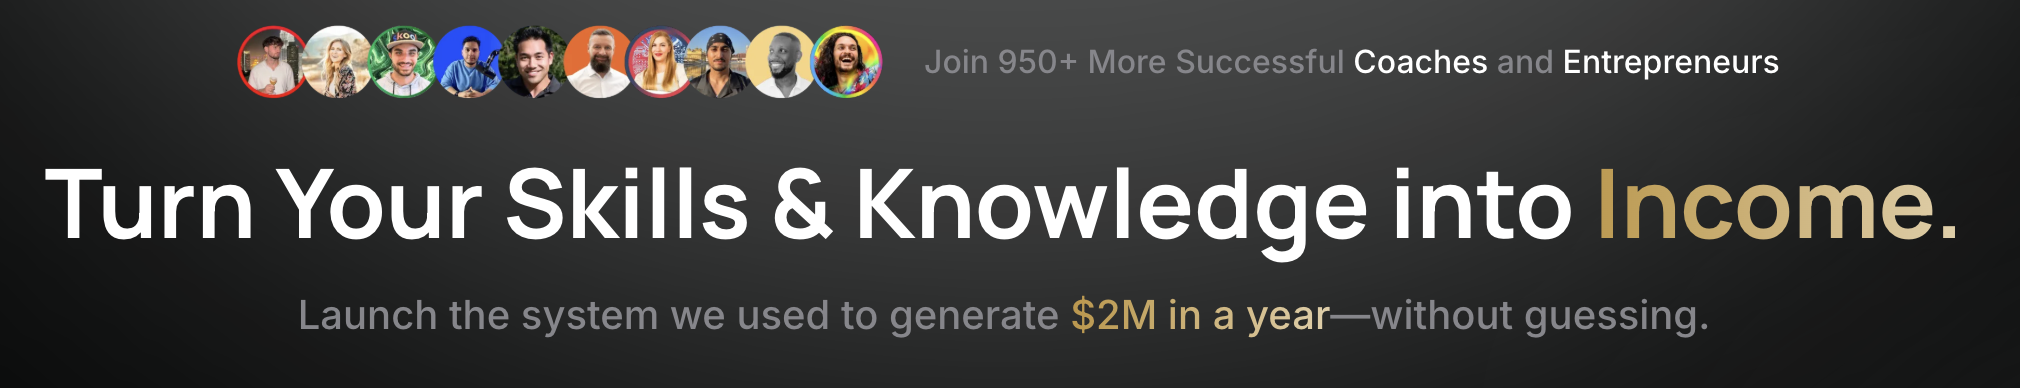 Join 950+ More Successful Coaches and Entrepreneurs
Turn Your Skills & Knowledge into Income.
Launch the system we used to generate $2M in a year—without guessing.